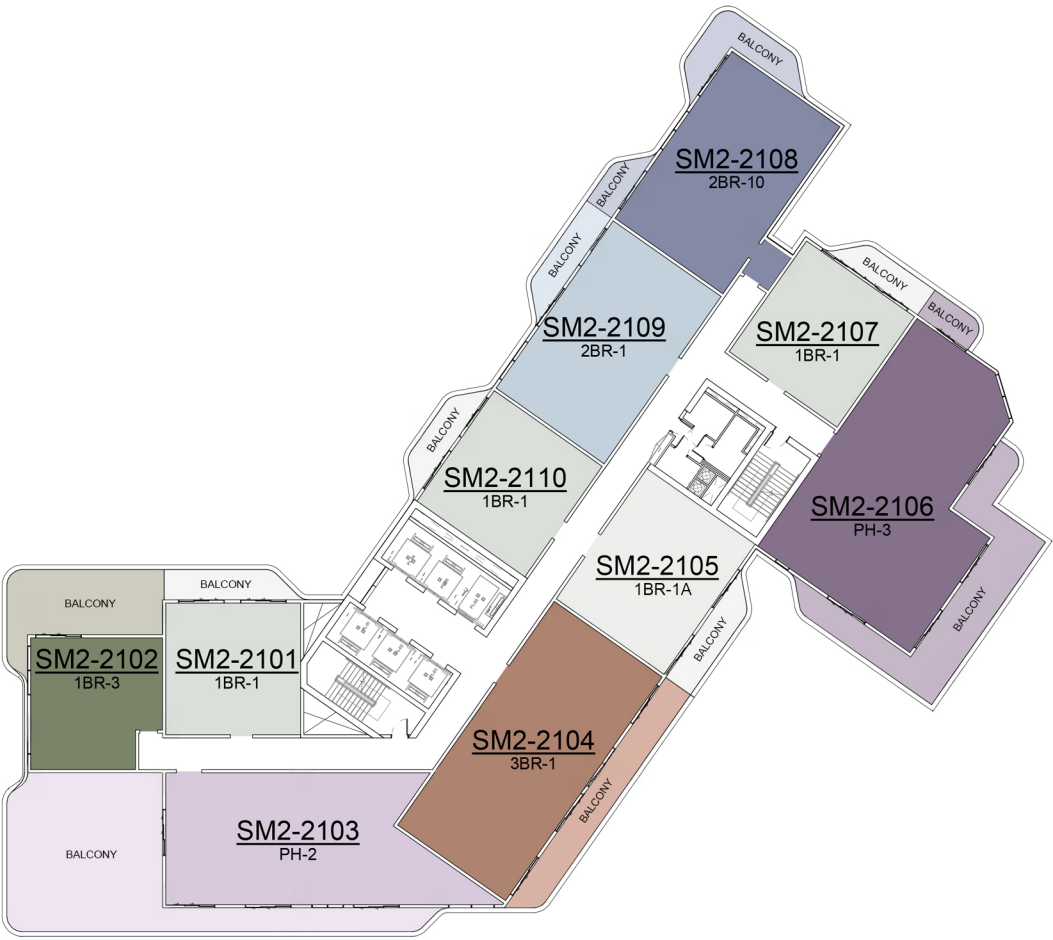 BALCONY
SM2-2108
2BR-10
BALCONY
BALCONY
SM2-2109
2BR-1
BALCONY
BALCONY
SM2-2107
1BR-1
BALCONY
SM2-2110
1BR-1
SM2-2106
PH-3
BALCONY
SM2-2105
1BR-1A
BALCONY
BALCONY
BALCONY
SM2-2102
1BR-3
SM2-2101
1BR-1
SM2-2104
3BR-1
BALCONY
SM2-2103
PH-2
BALCONY